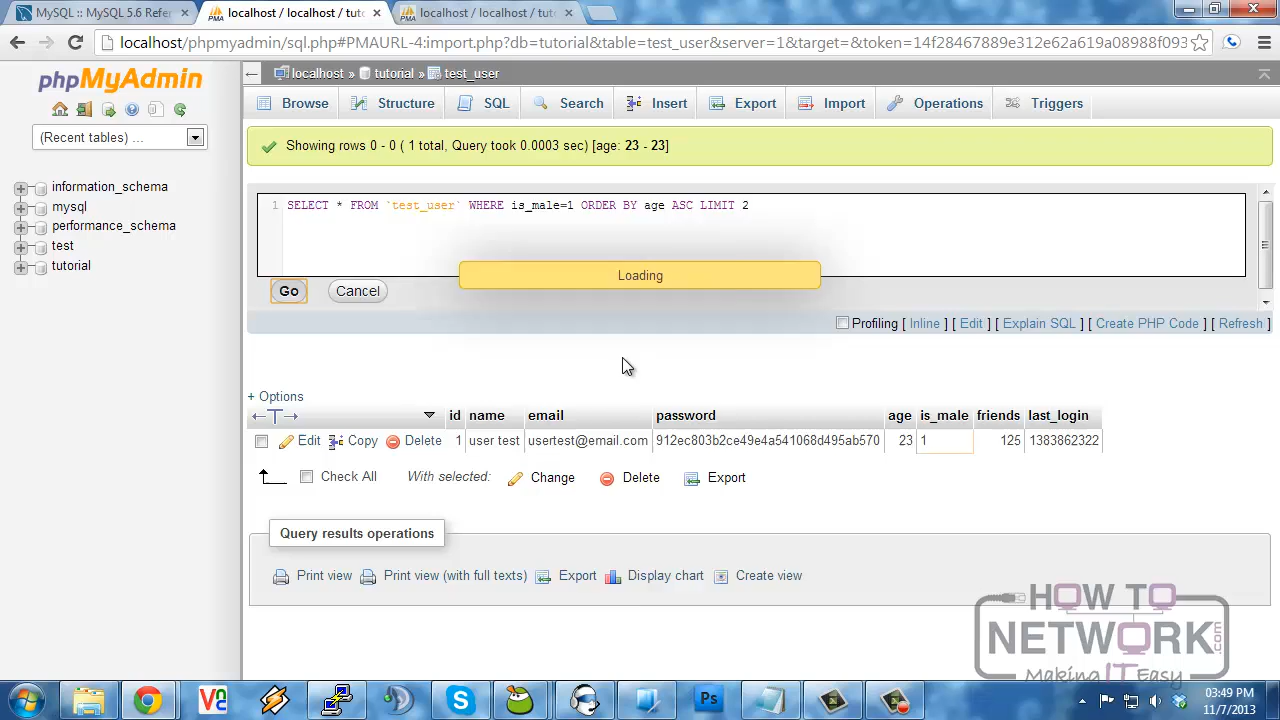 MySQL :: MySQL 5.6 Refer
localhost / localhost / tuto
localhost / localhost / tuto
localhost/phpmyadmin/sql.php#PMAURL-4:import.php?db=tutorial&table=test_user&server=1&target=&token=14f28467889e312e62a619a08988f093
phpMyAdmin
(Recent tables) ...
information_schema
mysql
performance_schema
test
tutorial
localhost » tutorial » test_user
Browse Structure SQL Search Insert Export Import Operations Triggers
Showing rows 0 - 0 ( 1 total, Query took 0.0003 sec) [age: 23 - 23]
1 SELECT * FROM `test_user` WHERE is_male=1 ORDER BY age ASC LIMIT 2
Loading
Go Cancel
Profiling [ Inline ] [ Edit ] [ Explain SQL ] [ Create PHP Code ] [ Refresh ]
+ Options
id name email password age is_male friends last_login
Edit Copy Delete 1 user test usertest@email.com 912ec803b2ce49e4a541068d495ab570 23 1 125 1383862322
Check All With selected: Change Delete Export
Query results operations
Print view Print view (with full texts) Export Display chart Create view
HOW TO
NETWORK.com
Making IT Easy
03:49 PM
11/7/2013